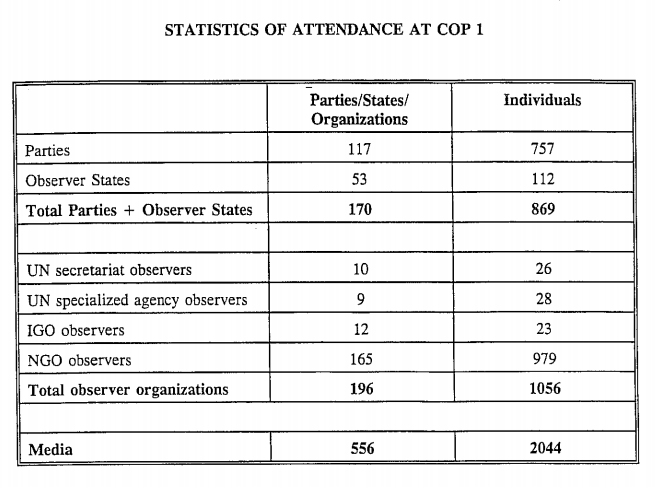 STATISTICS OF ATTENDANCE AT COP 1
Parties/States/ Individuals
Organizations
Parties 117 757
Observer States 53 112
Total Parties + Observer States 170 869
UN secretariat observers 10 26
UN specialized agency observers 9 28
IGO observers 12 23
NGO observers 165 979
Total observer organizations 196 1056
Media 556 2044